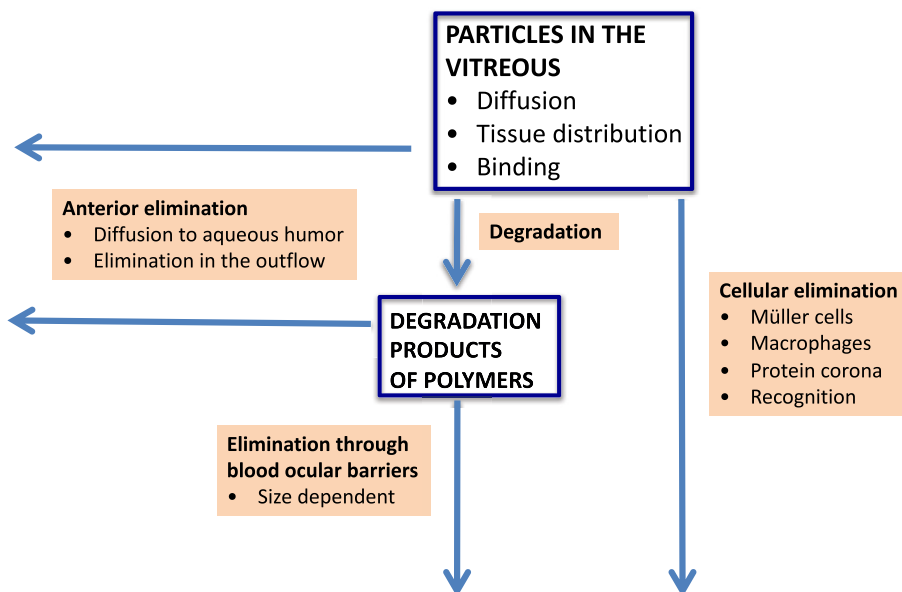 PARTICLES IN THE
VITREOUS
• Diffusion
• Tissue distribution
• Binding
Anterior elimination
• Diffusion to aqueous humor
• Elimination in the outflow
Degradation
Cellular elimination
• Müller cells
• Macrophages
• Protein corona
• Recognition
DEGRADATION
PRODUCTS
OF POLYMERS
Elimination through
blood ocular barriers
• Size dependent